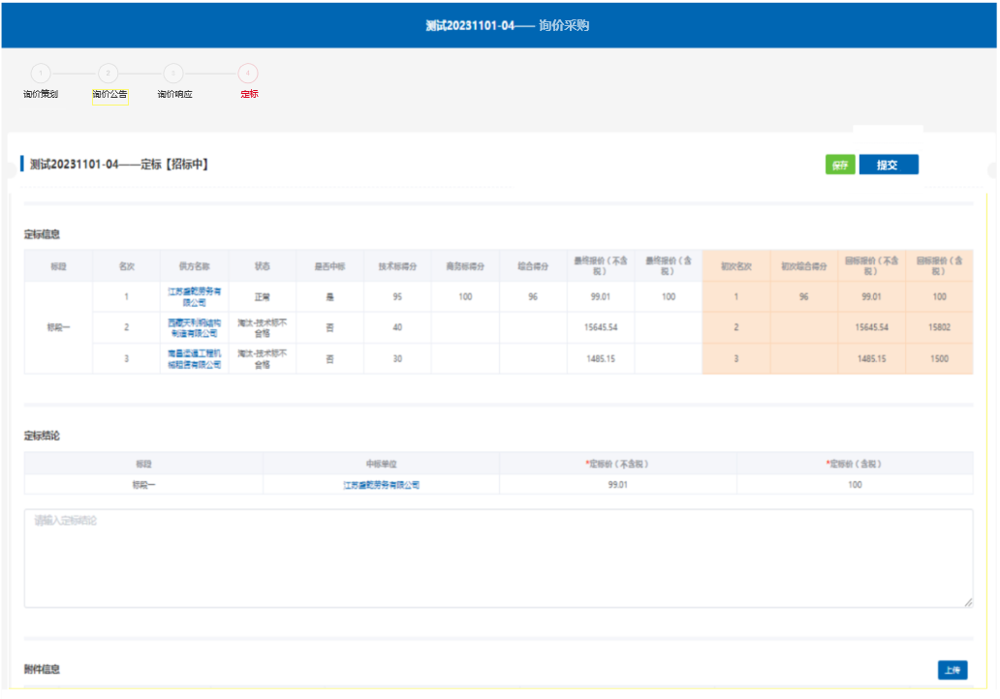 测试20231101-04—— 询价采购
1 2 3 4
询价策划 询价公告 询价响应 定标
测试20231101-04——定标【招标中】 保存 提交
定标信息
标段 名次 供方名称 状态 是否中标 技术标得分 商务标得分 综合得分 最终报价（不含税） 最终报价（含税） 初次名次 初次综合得分 回标报价（不含税） 回标报价（含税）
标段一 1 江苏鑫乾劳务有限公司 正常 是 95 100 96 99.01 100 1 96 99.01 100
2 西藏天利钢结构制造有限公司 淘汰-技术标不合格 否 40 15645.54 2 15645.54 15802
3 南昌运通工程机械租赁有限公司 淘汰-技术标不合格 否 30 1485.15 3 1485.15 1500
定标结论
标段 中标单位 *定标价（不含税） *定标价（含税）
标段一 江苏鑫乾劳务有限公司 99.01 100
请输入定标结论
附件信息 上传